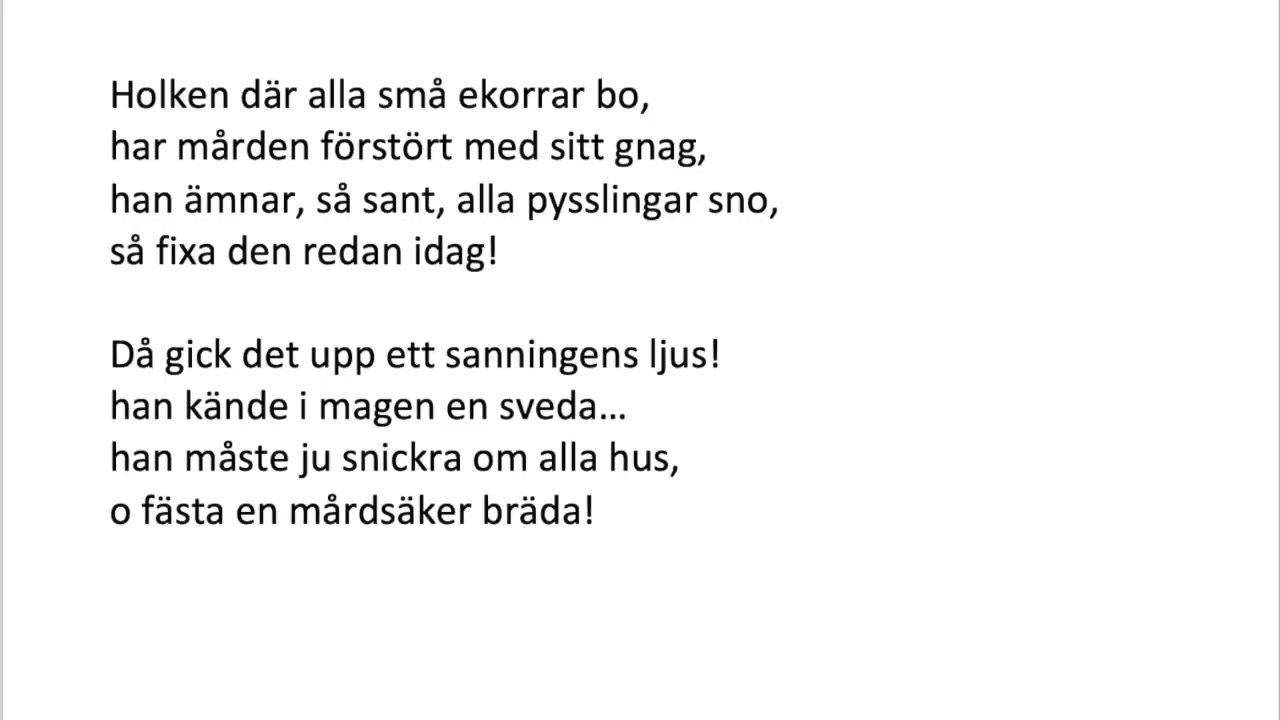 Holken där alla små ekorrar bo,
har mården förstört med sitt gnag,
han ämnar, så sant, alla pysslingar sno,
så fixa den redan idag!

Då gick det upp ett sanningens ljus!
han kände i magen en sveda...
han måste ju snickra om alla hus,
o fästa en mårdsäker bräda!